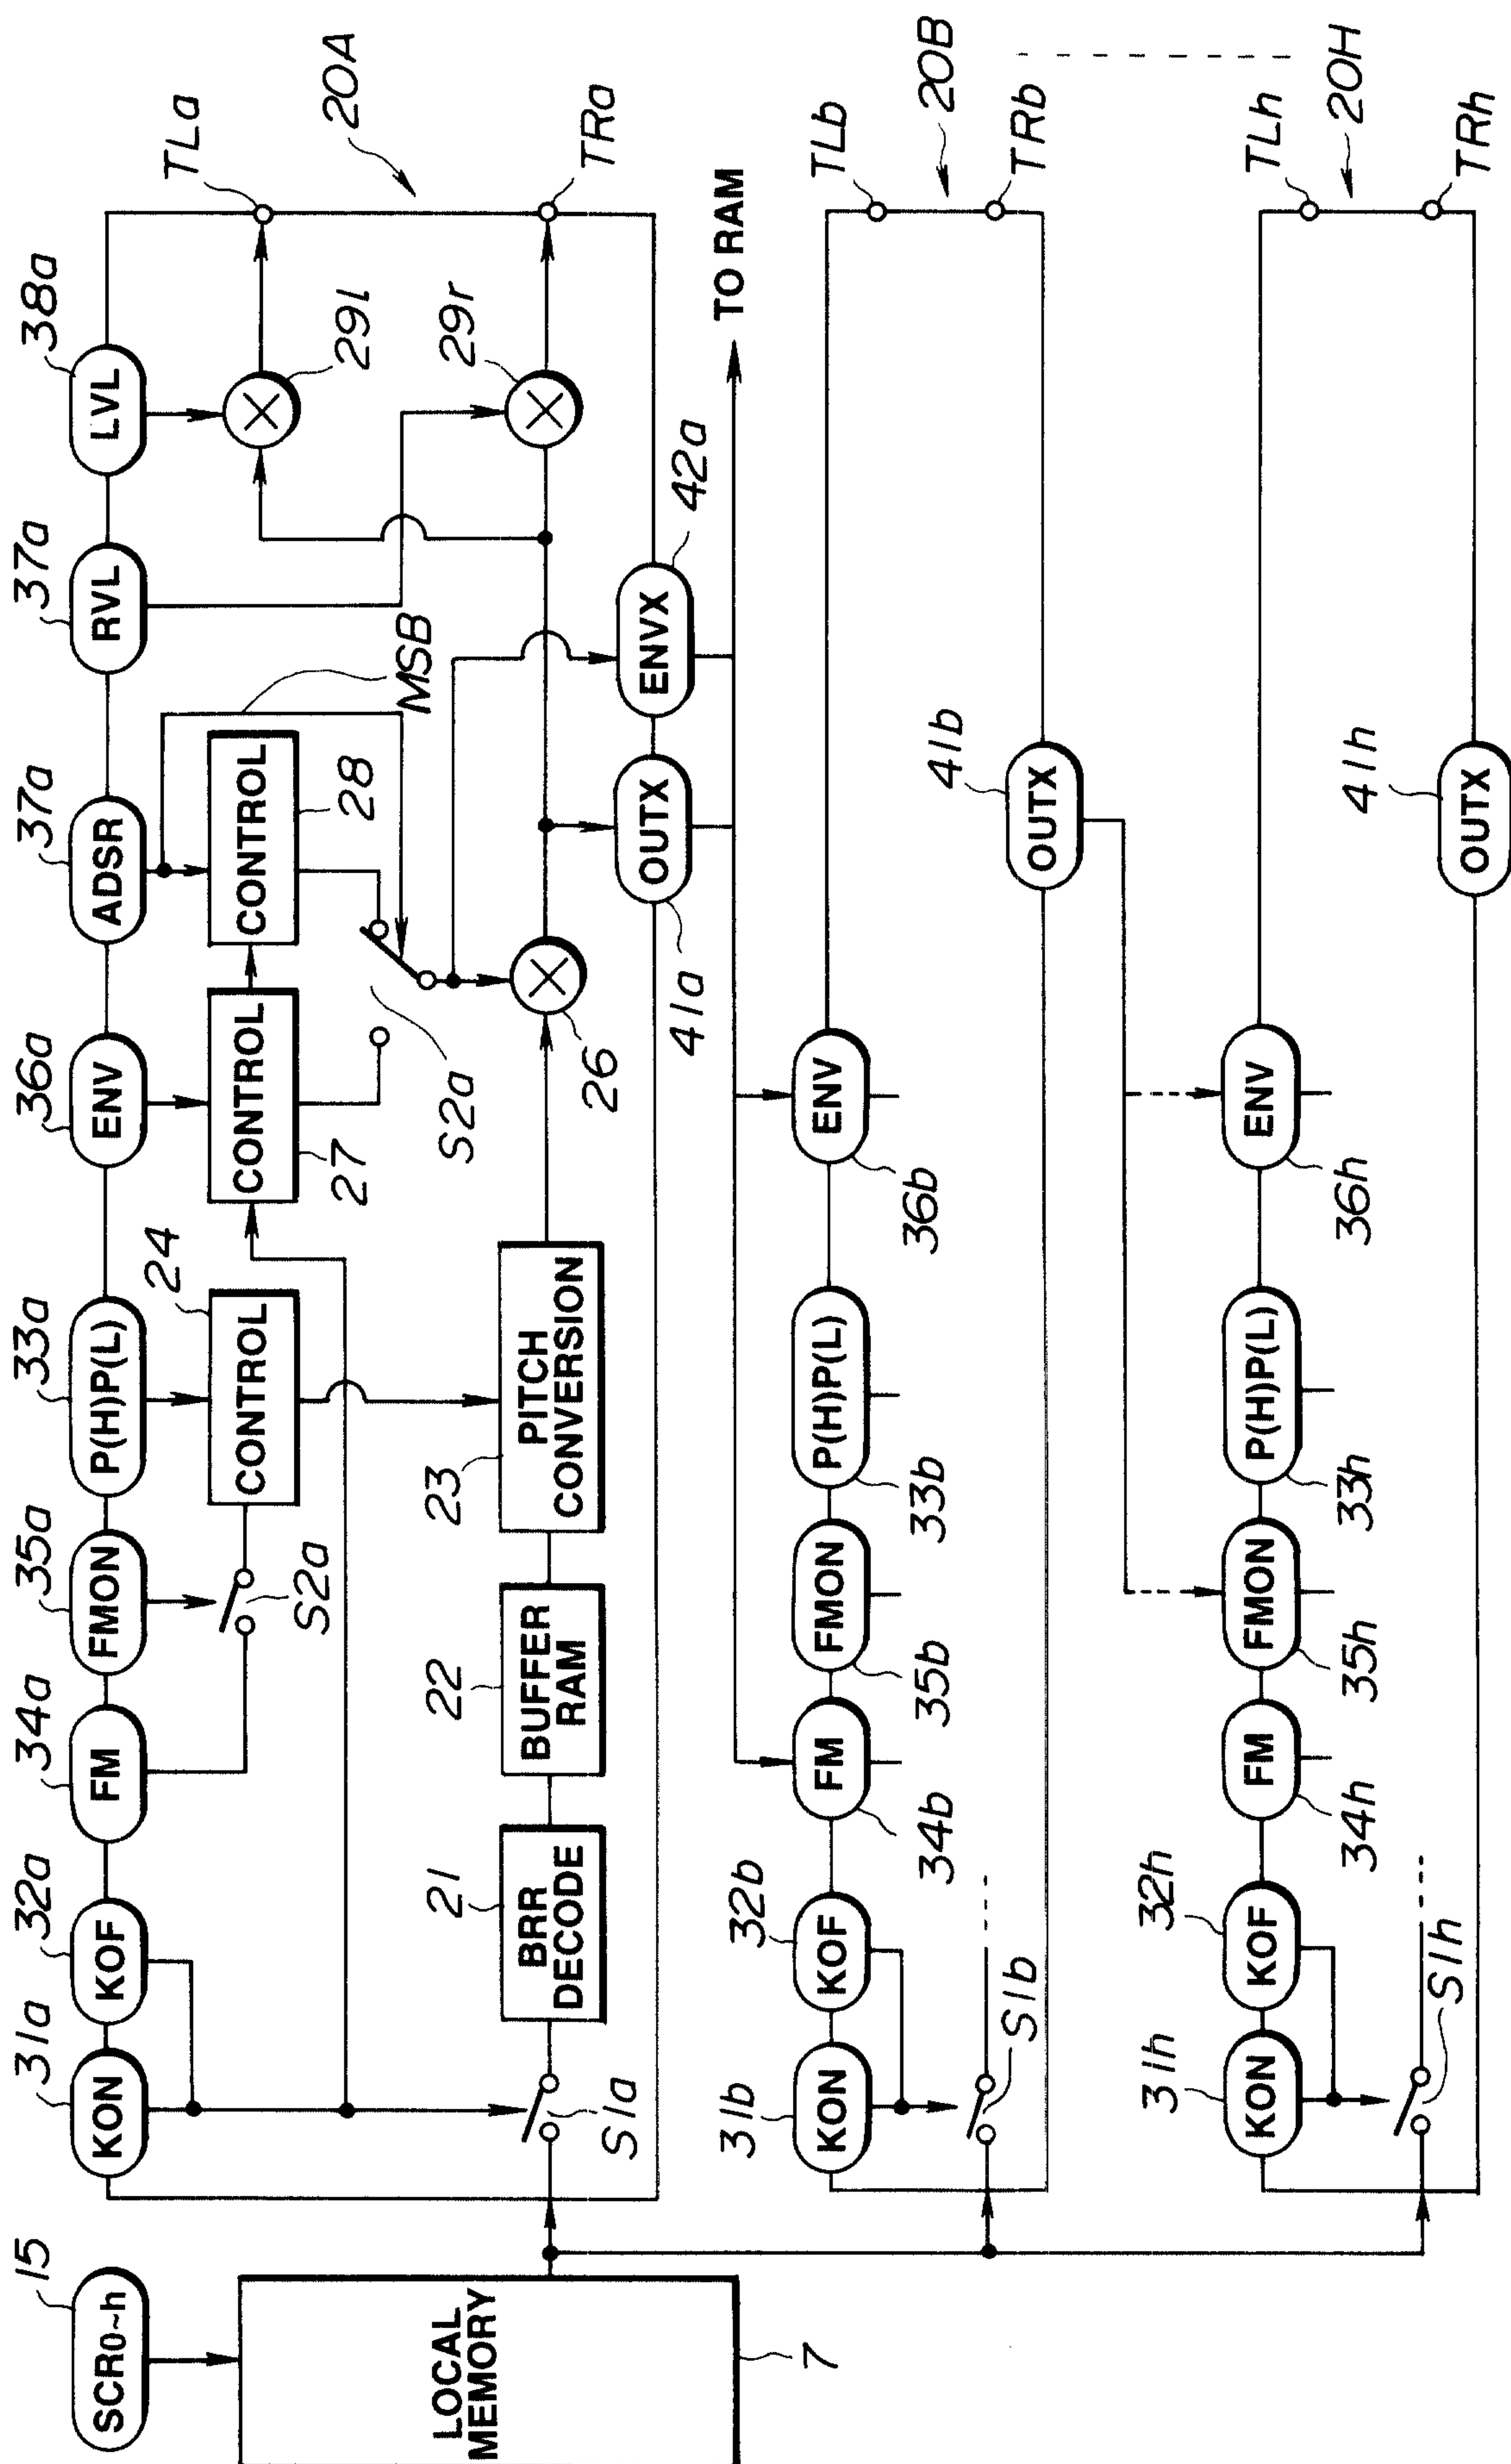 15
SCR0~h
LOCAL
MEMORY
7
31a
KON
32a
KOF
34a
FM
35a
FMON
33a
P(H)P(L)
36a
ENV
37a
ADSR
37a
RVL
38a
LVL
TLa
20A
TRa
S2a
24
CONTROL
27
CONTROL
28
CONTROL
MSB
S2a
29l
29r
S1a
21
BRR
DECODE
22
BUFFER
RAM
23
PITCH
CONVERSION
26
41a
OUTX
42a
ENVX
TO RAM
31b
KON
32b
KOF
34b
FM
35b
FMON
33b
P(H)P(L)
36b
ENV
S1b
41b
OUTX
TLb
20B
TRb
31h
KON
32h
KOF
34h
FM
35h
FMON
33h
P(H)P(L)
36h
ENV
S1h
41h
OUTX
TLh
20H
TRh